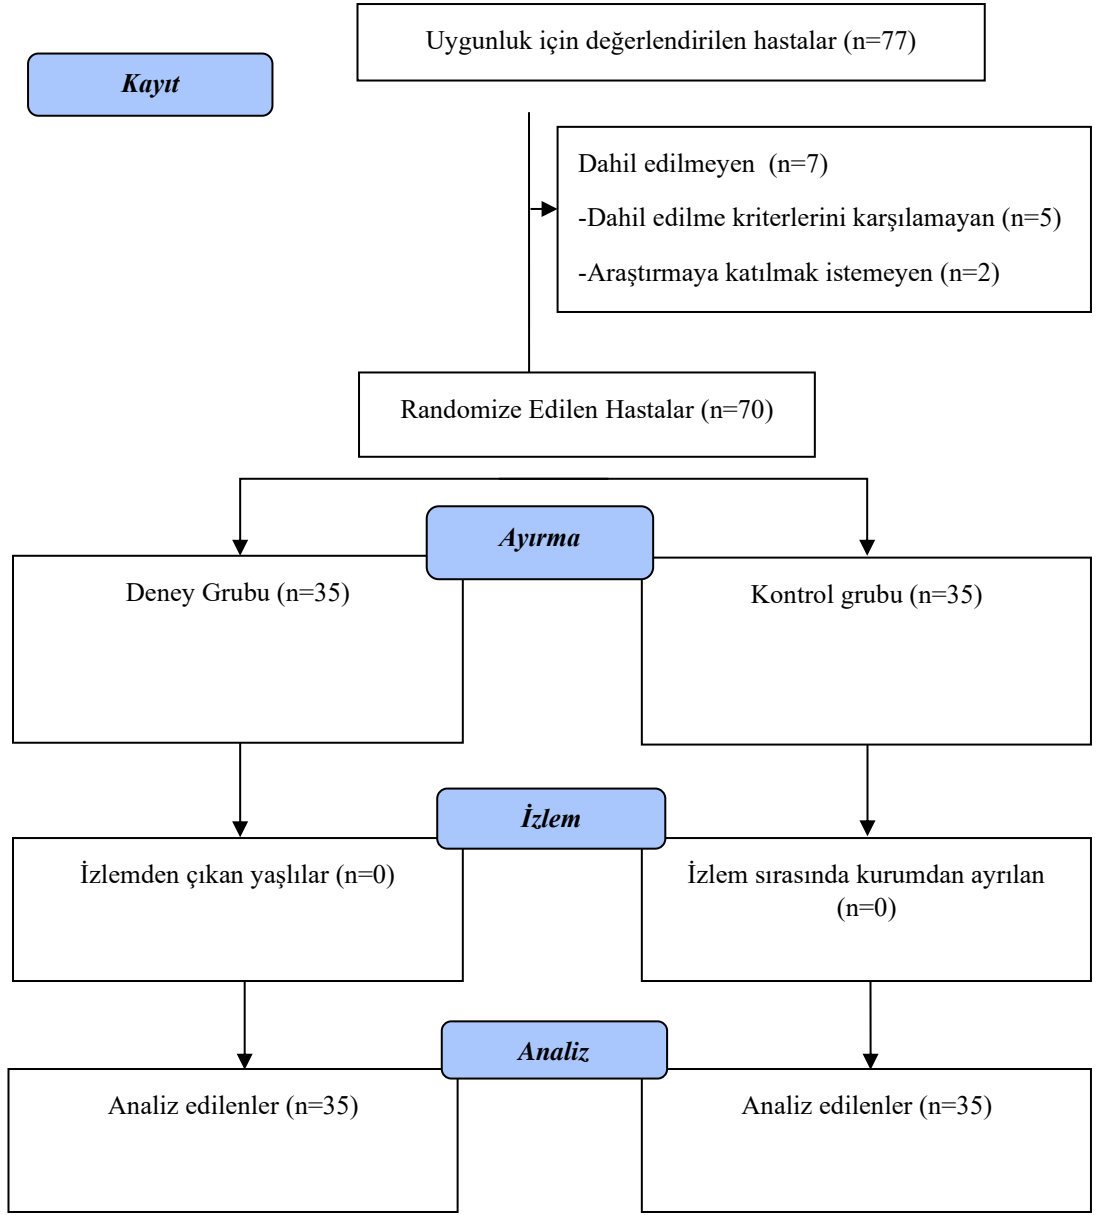 Uygunluk için değerlendirilen hastalar (n=77)
Kayıt
Dahil edilmeyen  (n=7)
-Dahil edilme kriterlerini karşılamayan (n=5)
-Araştırmaya katılmak istemeyen (n=2)
Randomize Edilen Hastalar (n=70)
Ayırma
Deney Grubu (n=35)
Kontrol grubu (n=35)
İzlem
İzlemden çıkan yaşlılar (n=0)
İzlem sırasında kurumdan ayrılan
(n=0)
Analiz
Analiz edilenler (n=35)
Analiz edilenler (n=35)